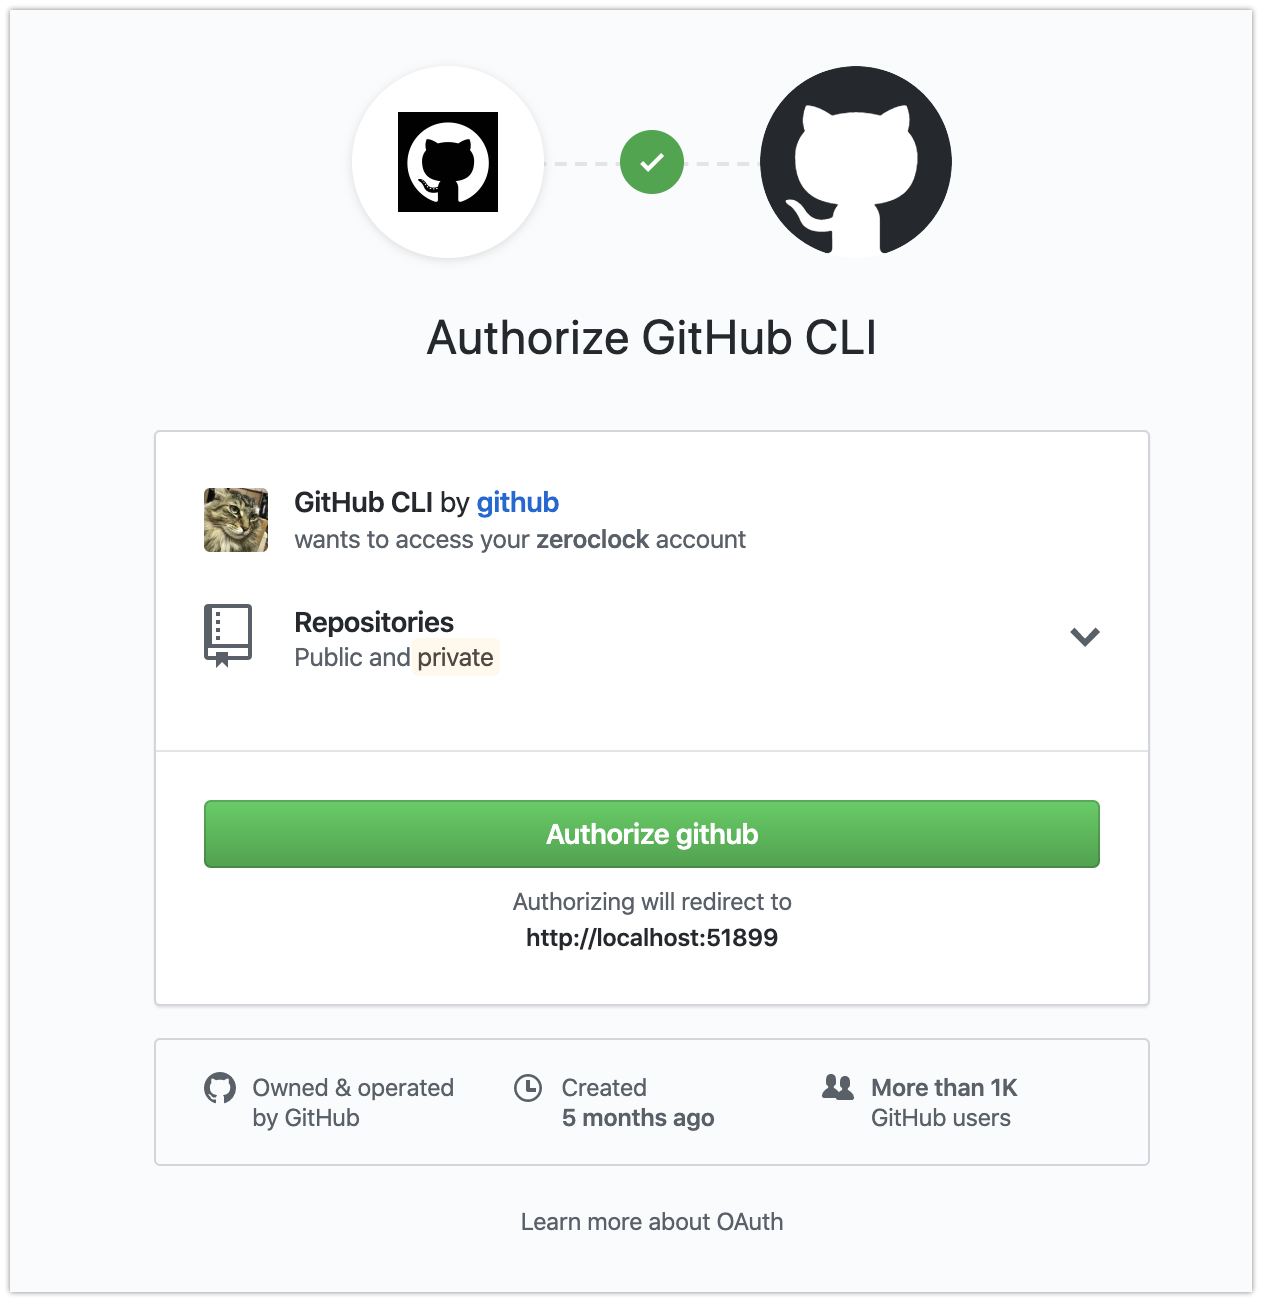 Authorize GitHub CLI
GitHub CLI by github
wants to access your zeroclock account
Repositories
Public and private
Authorize github
Authorizing will redirect to
http://localhost:51899
Owned & operated
by GitHub
Created
5 months ago
More than 1K
GitHub users
Learn more about OAuth